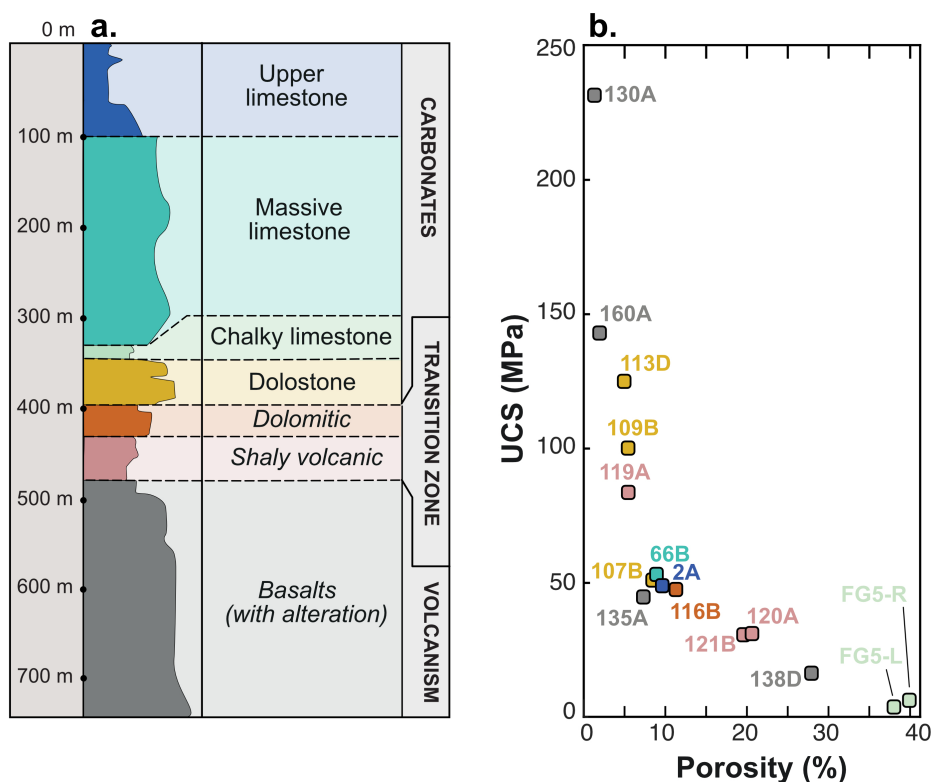 a.
0 m
100 m
200 m
300 m
400 m
500 m
600 m
700 m
Upper
limestone
Massive
limestone
Chalky limestone
Dolostone
Dolomitic
Shaly volcanic
Basalts
(with alteration)
CARBONATES
TRANSITION ZONE
VOLCANISM
b.
UCS (MPa)
250
200
150
100
50
0
130A
160A
113D
109B
119A
66B
107B
2A
135A
116B
120A
121B
138D
FG5-R
FG5-L
0
10
20
30
40
Porosity (%)